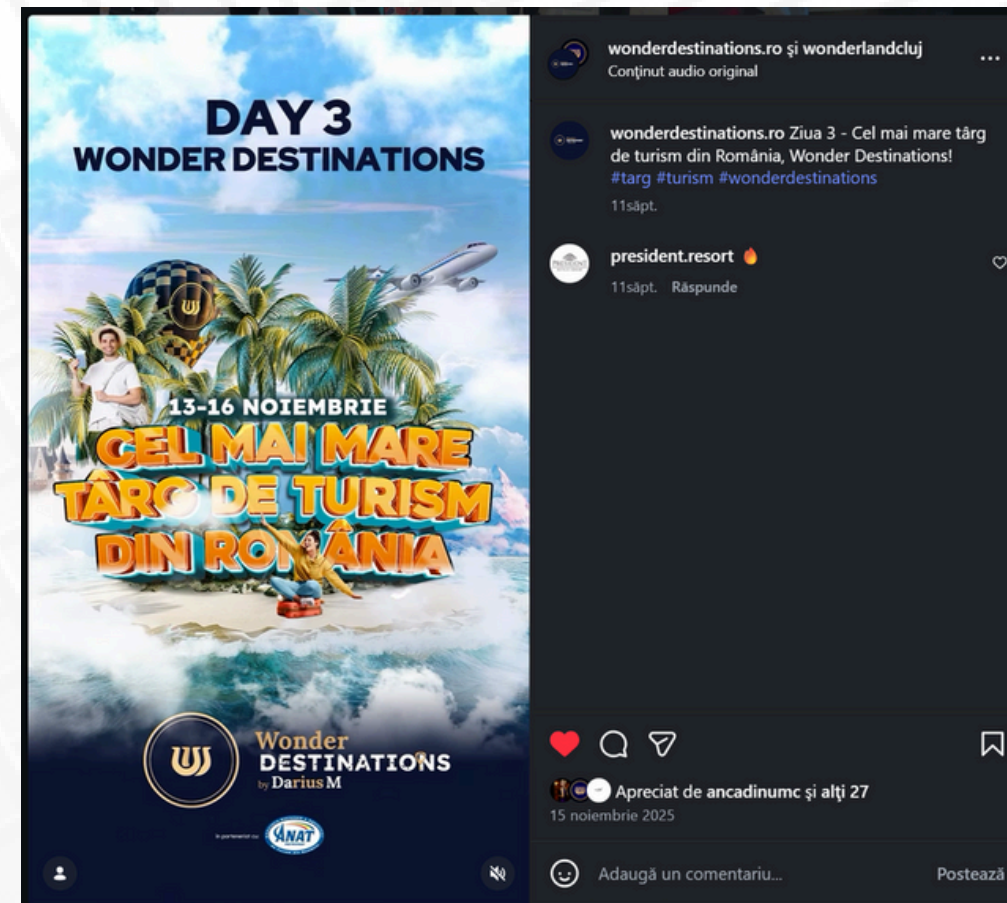 DAY 3
WONDER DESTINATIONS
13-16 NOIEMBRIE
CEL MAI MARE
TÂRG DE TURISM
DIN ROMÂNIA
W
Wonder
DESTINATIONS
by Darius M
în parteneriat cu:
ANAT
wonderdestinations.ro și wonderlandcluj
Conținut audio original
wonderdestinations.ro Ziua 3 - Cel mai mare târg
de turism din România, Wonder Destinations!
#targ #turism #wonderdestinations
11săpt.
president.resort 🔥
11săpt. Răspunde
Apreciat de ancadinumc și alți 27
15 noiembrie 2025
Adaugă un comentariu...
Postează